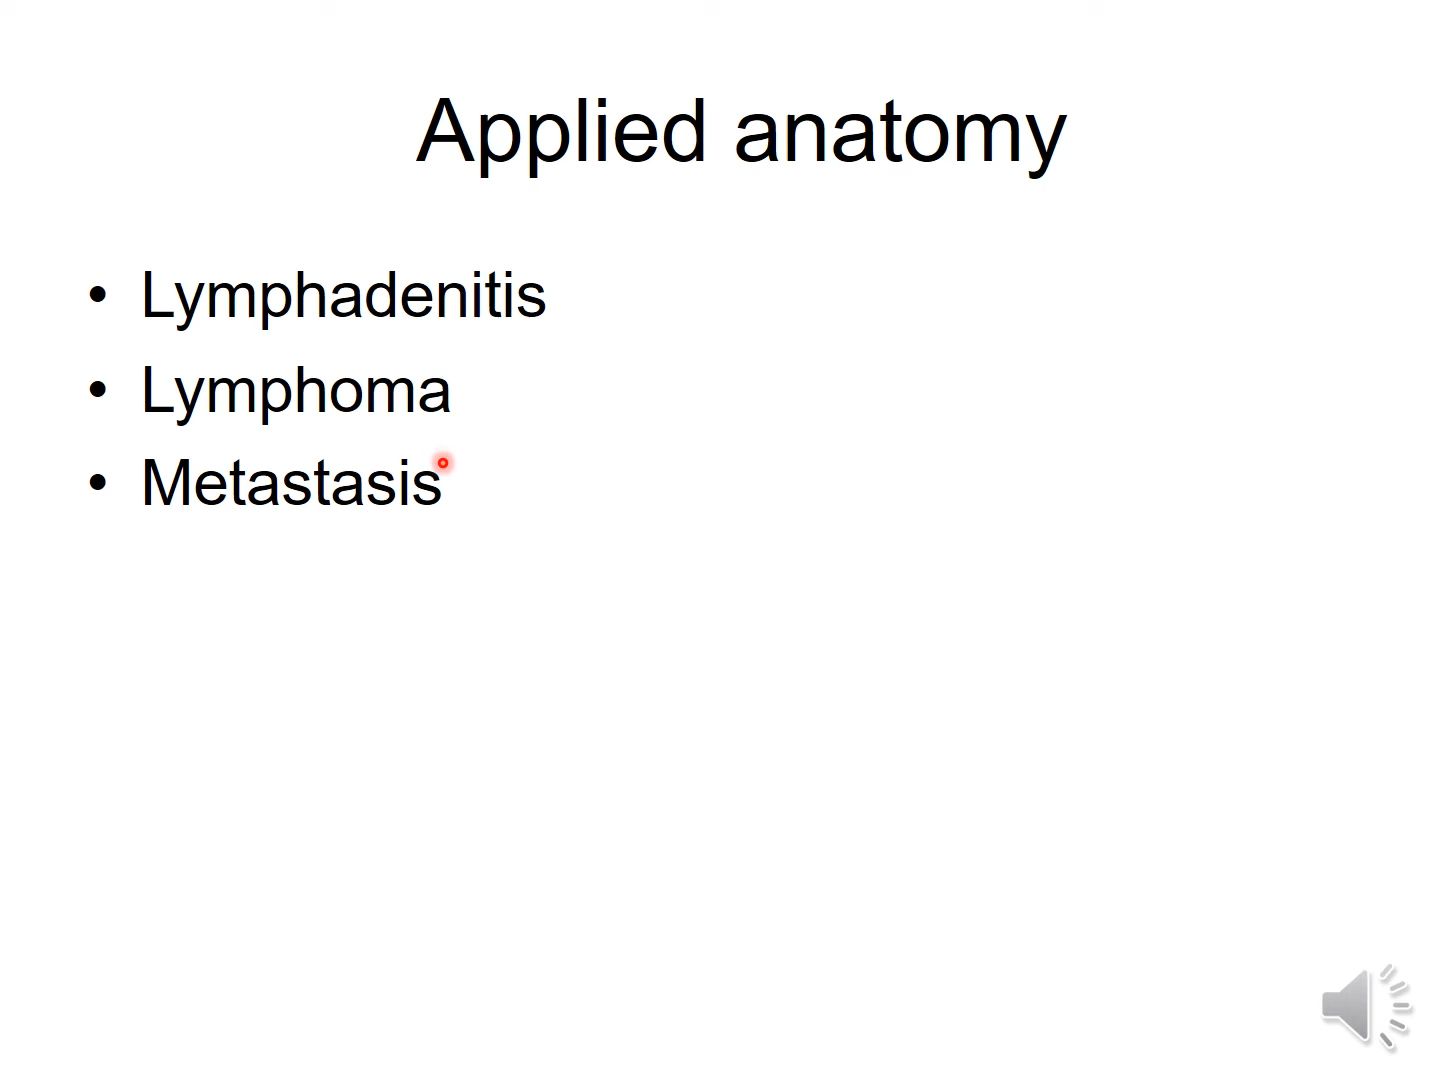 Applied anatomy
• Lymphadenitis
• Lymphoma
• Metastasis